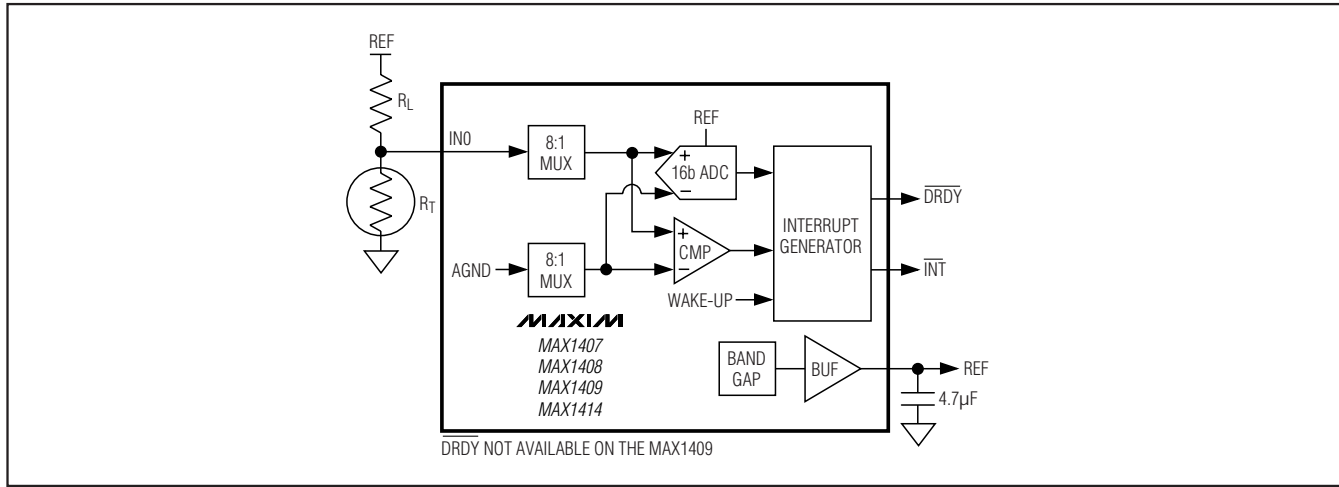 REF
R_L
IN0
8:1
MUX
REF
+
16b ADC
−
R_T
DRDY
INTERRUPT
GENERATOR
+
CMP
−
AGND
8:1
MUX
INT
WAKE-UP
MAXIM
MAX1407
MAX1408
MAX1409
MAX1414
BAND
GAP
BUF
REF
4.7µF
DRDY NOT AVAILABLE ON THE MAX1409